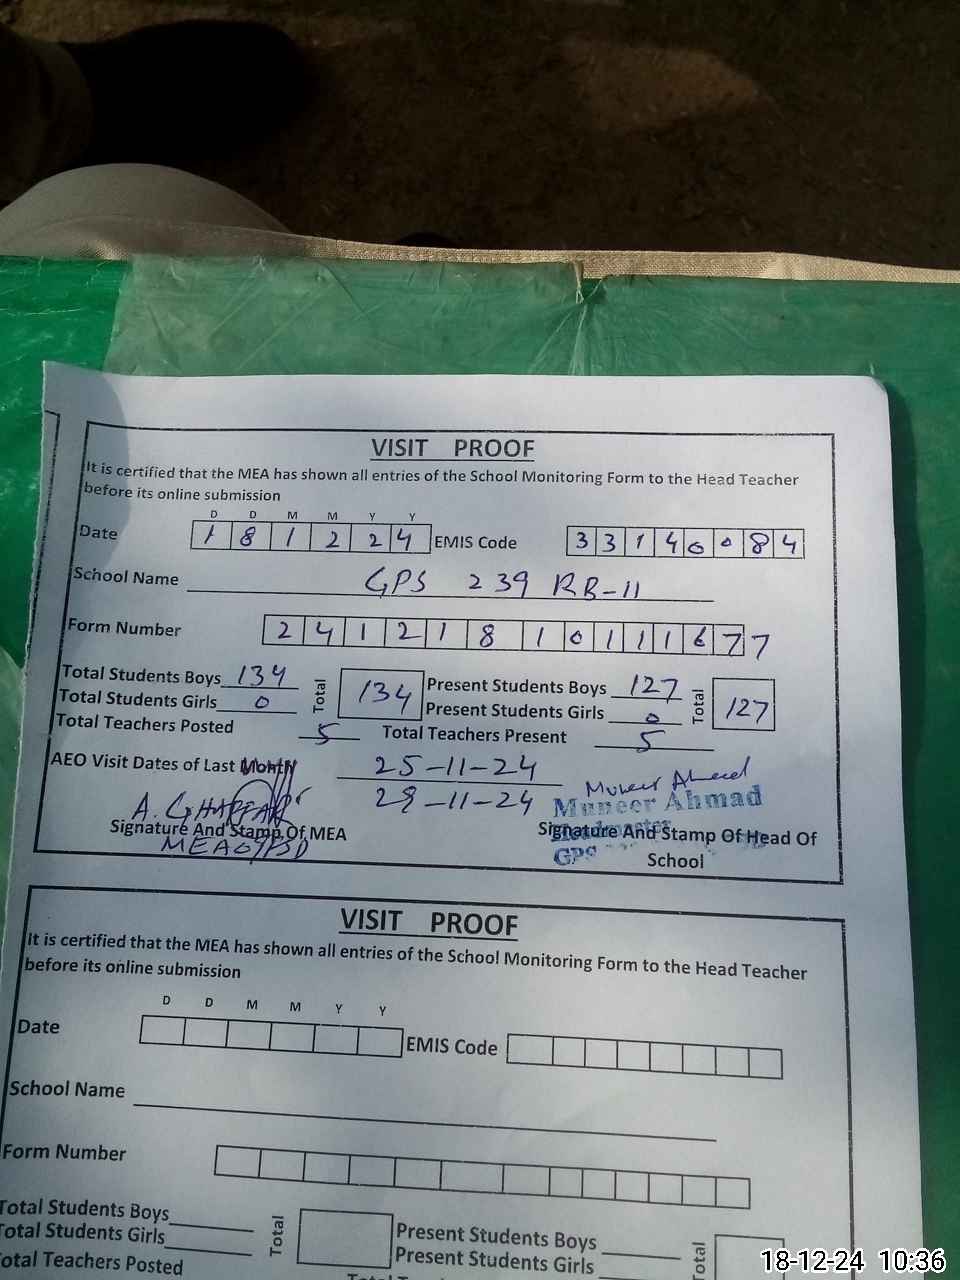 VISIT PROOF
It is certified that the MEA has shown all entries of the School Monitoring Form to the Head Teacher
before its online submission
D D M M Y Y
Date 1 8 1 2 2 4 EMIS Code 3 3 1 4 0 0 8 4
School Name GPS 239 RB-11
Form Number 2 4 1 2 1 8 1 0 1 1 1 6 7 7
Total Students Boys 134 Total 134 Present Students Boys 127 Total 127
Total Students Girls 0 Present Students Girls 0
Total Teachers Posted 5 Total Teachers Present 5
AEO Visit Dates of Last Month 25-11-24
28-11-24
Muneer Ahmed
Muneer Ahmad
A. GHAFFAR
Signature And Stamp Of MEA
Headmaster
Signature And Stamp Of Head Of
School
GPS
VISIT PROOF
It is certified that the MEA has shown all entries of the School Monitoring Form to the Head Teacher
before its online submission
D D M M Y Y
Date EMIS Code
School Name
Form Number
Total Students Boys Total Present Students Boys Total
Total Students Girls Present Students Girls
otal Teachers Posted
18-12-24 10:36